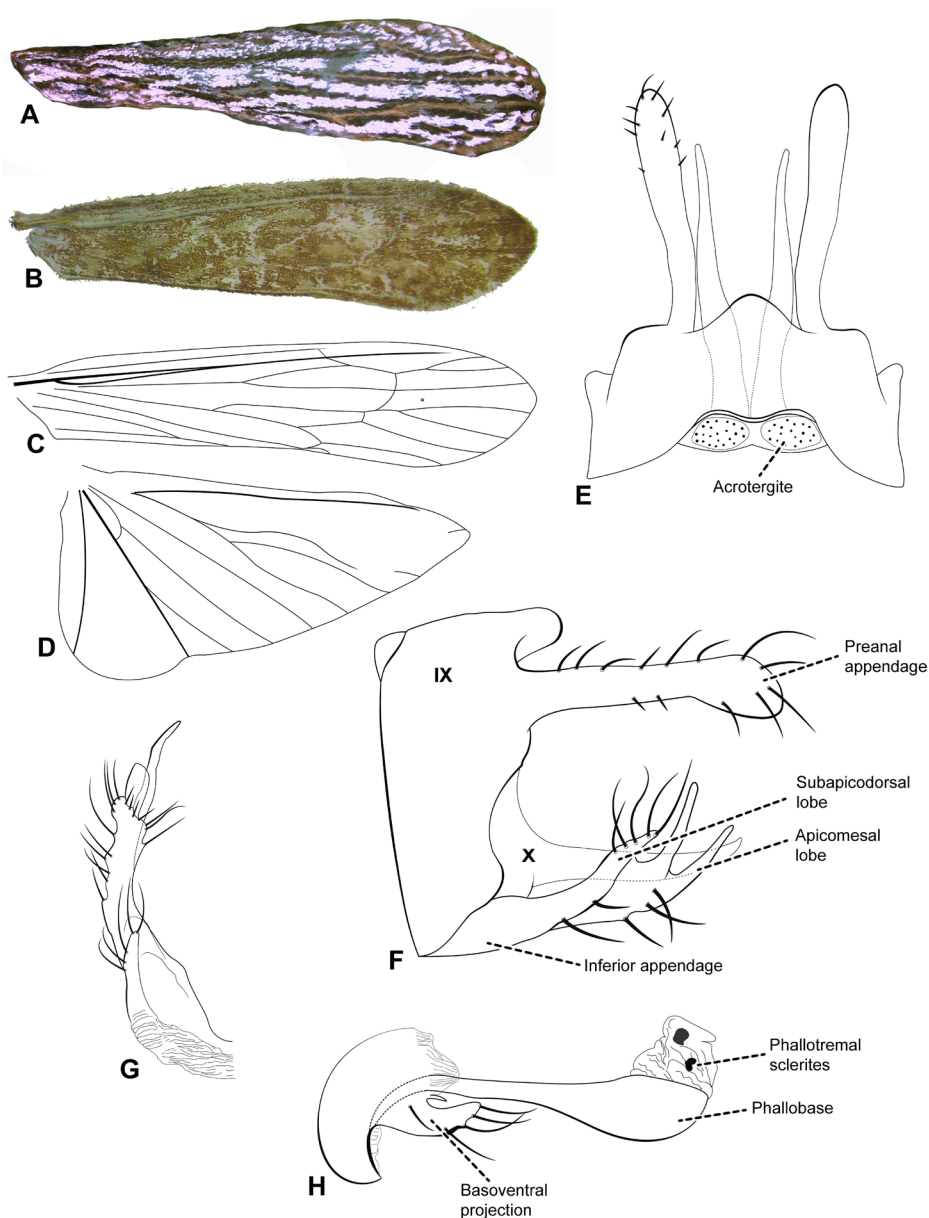 A
B
C
D
E
Acrotergite
IX
Preanal
appendage
Subapicodorsal
lobe
X
Apicomesal
lobe
F
Inferior appendage
G
Phallotremal
sclerites
Phallobase
H
Basoventral
projection